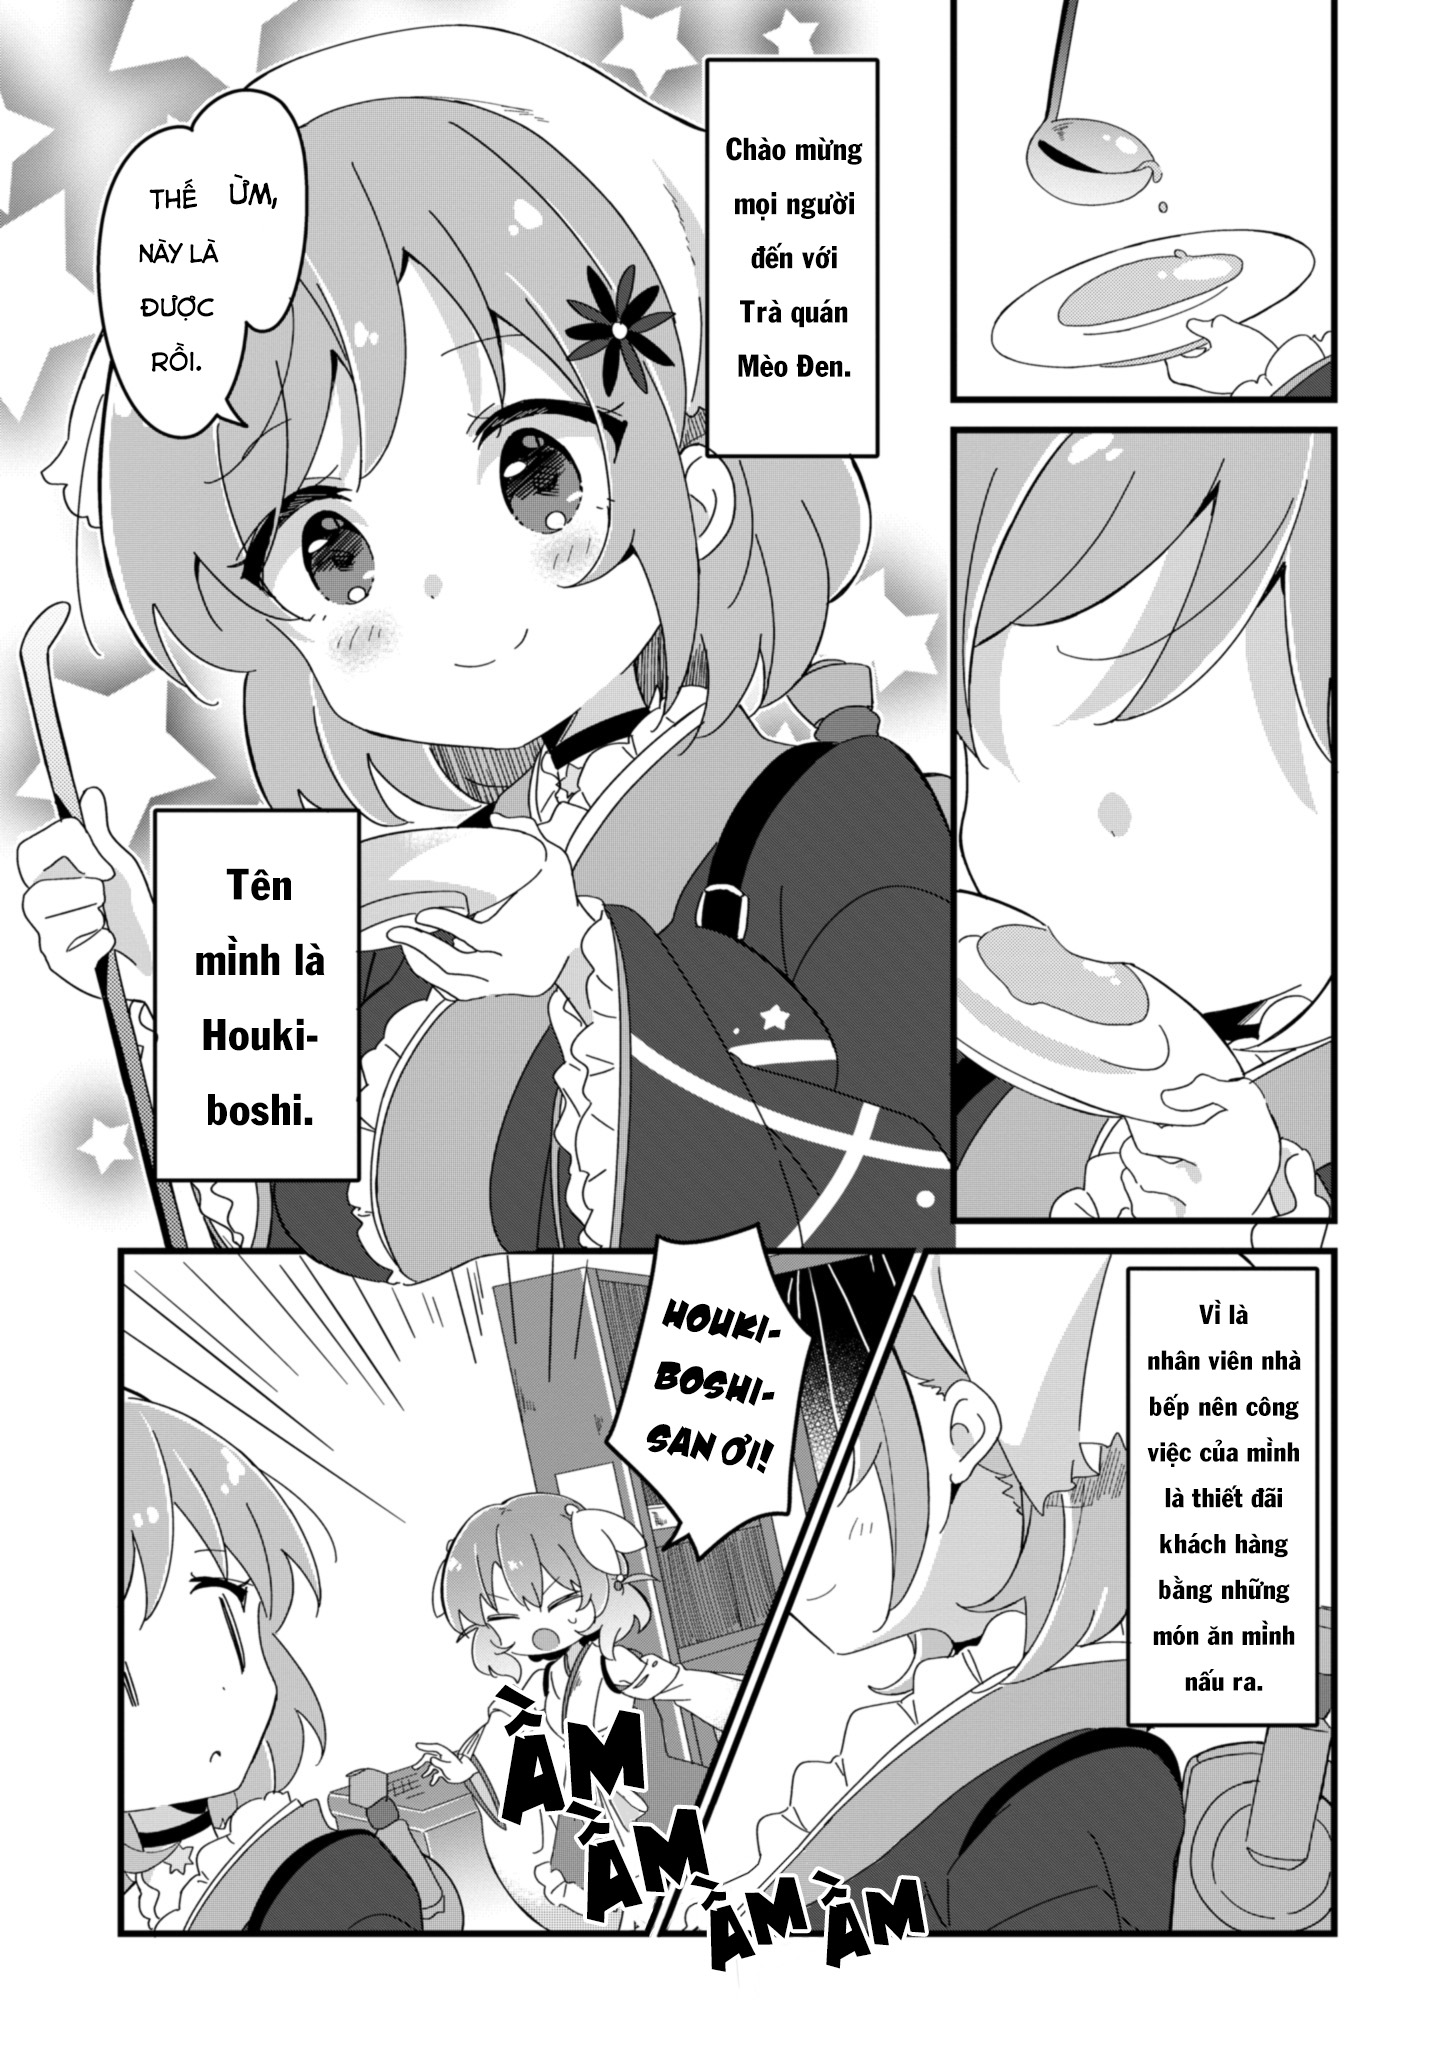 Chào mừng
mọi người
đến với
Trà quán
Mèo Đen.
ỪM,
THẾ
NÀY LÀ
ĐƯỢC
RỒI.
Tên
mình là
Houki-
boshi.
Vì là
nhân viên nhà
bếp nên công
việc của mình
là thiết đãi
khách hàng
bằng những
món ăn mình
nấu ra.
HOUKI-
BOSHI-
SAN ƠI!
ẦM
ẦM
ẦM
ẦM